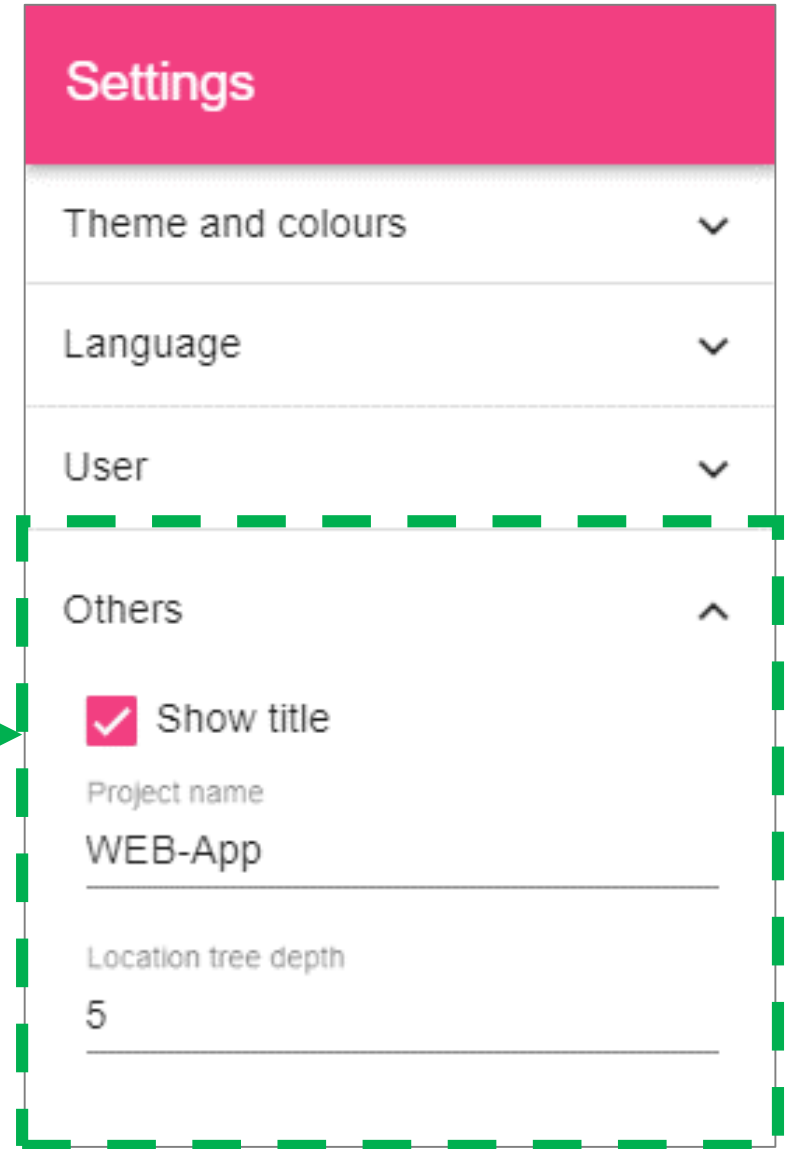 Settings
Theme and colours
Language
User
Others
Show title
Project name
WEB-App
Location tree depth
5